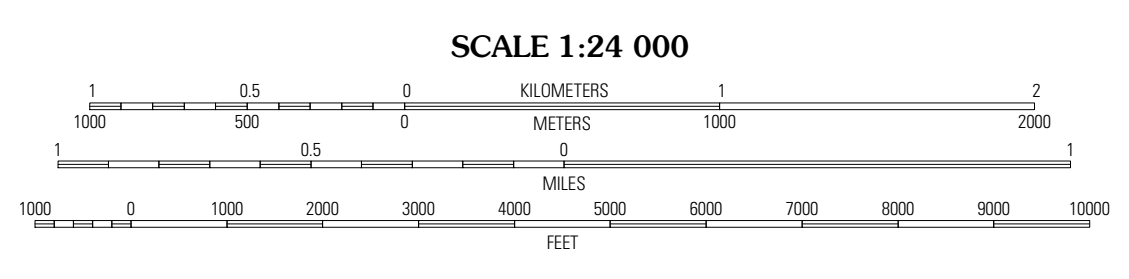 SCALE 1:24 000
1 0.5 0 KILOMETERS 1 2
1000 500 0 METERS 1000 2000
1 0.5 0 1
MILES
1000 0 1000 2000 3000 4000 5000 6000 7000 8000 9000 10000
FEET